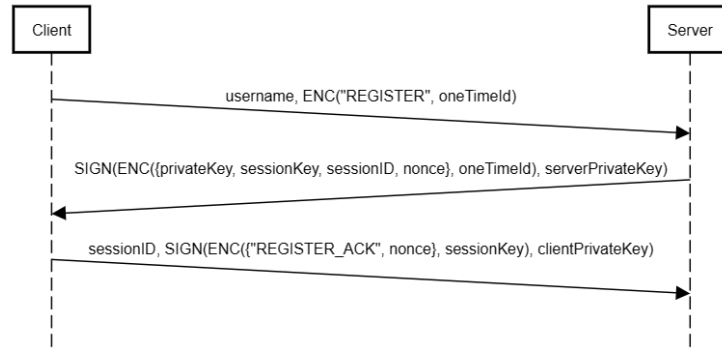 Client
Server
username, ENC("REGISTER", oneTimeId)
SIGN(ENC({privateKey, sessionKey, sessionID, nonce}, oneTimeId), serverPrivateKey)
sessionID, SIGN(ENC({"REGISTER_ACK", nonce}, sessionKey), clientPrivateKey)